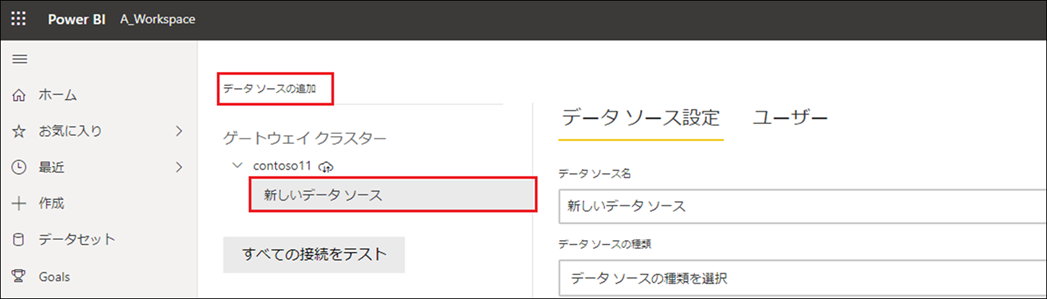 Power BI A_Workspace
ホーム
お気に入り
最近
作成
データセット
Goals
データ ソースの追加
ゲートウェイ クラスター
contoso11
新しいデータ ソース
すべての接続をテスト
データ ソース設定 ユーザー
データ ソース名
新しいデータ ソース
データ ソースの種類
データ ソースの種類を選択